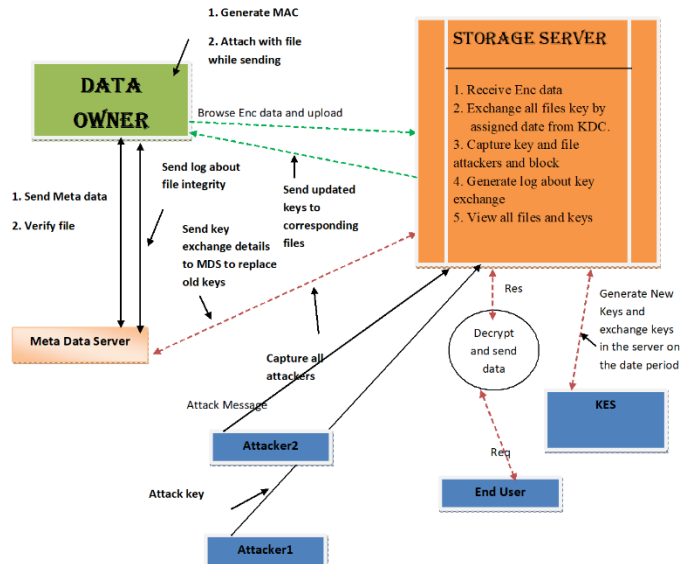 1. Generate MAC
2. Attach with file
while sending
DATA
OWNER
STORAGE SERVER
1. Receive Enc data
2. Exchange all files key by
assigned date from KDC.
3. Capture key and file
attackers and block
4. Generate log about key
exchange
5. View all files and keys
Browse Enc data and upload
Send log about
file integrity
1. Send Meta data
2. Verify file
Send updated
keys to
corresponding
files
Send key
exchange details
to MDS to replace
old keys
Meta Data Server
Capture all
attackers
Res
Decrypt
and send
data
Generate New
Keys and
exchange keys
in the server on
the date period
KES
Attack Message
Attacker2
Req
End User
Attack key
Attacker1